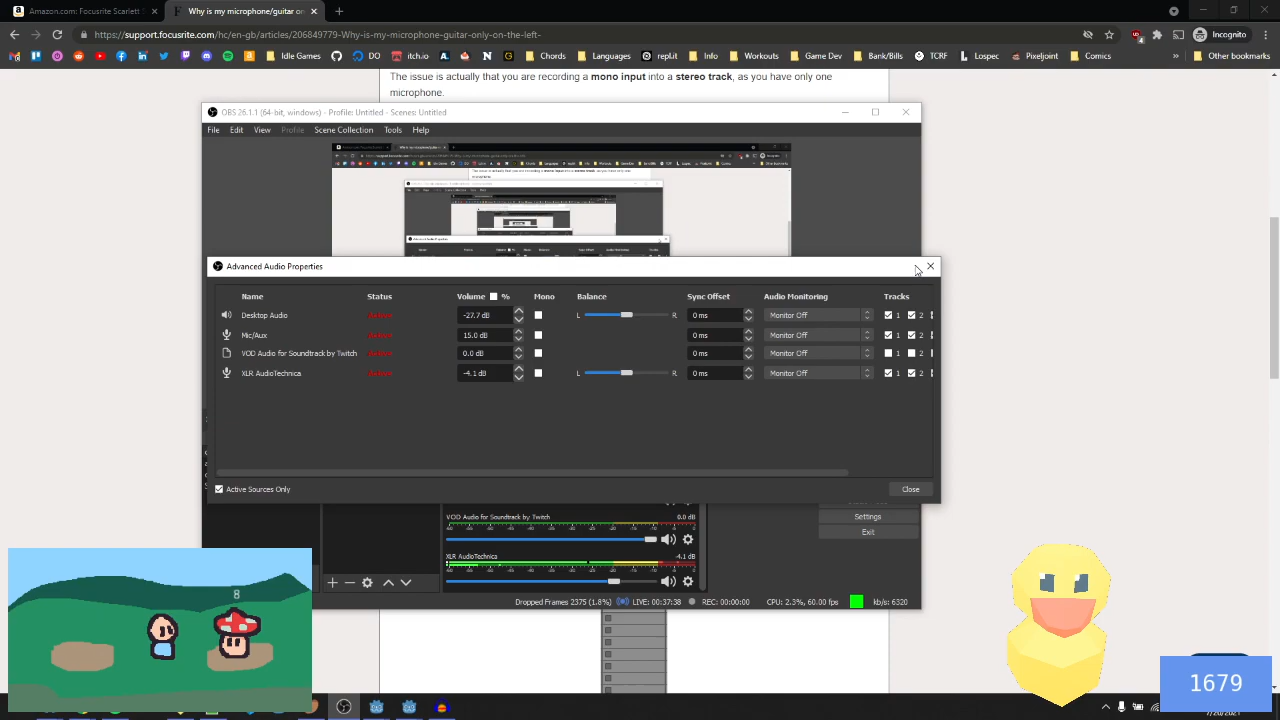 Amazon.com: Focusrite Scarlett S
Why is my microphone/guitar on
https://support.focusrite.com/hc/en-gb/articles/206849779-Why-is-my-microphone-guitar-only-on-the-left-
Incognito
Idle Games
itch.io
Chords
Languages
repl.it
Info
Workouts
Game Dev
Bank/Bills
TCRF
Lospec
Pixeljoint
Comics
Other bookmarks
The issue is actually that you are recording a mono input into a stereo track, as you have only one
microphone.
OBS 26.1.1 (64-bit, windows) - Profile: Untitled - Scenes: Untitled
File Edit View Profile Scene Collection Tools Help
Advanced Audio Properties
Name Status Volume % Mono Balance Sync Offset Audio Monitoring Tracks
Desktop Audio -27.7 dB L R 0 ms Monitor Off 1 2
Mic/Aux 15.0 dB 0 ms Monitor Off 1 2
VOD Audio for Soundtrack by Twitch 0.0 dB 0 ms Monitor Off 1 2
XLR AudioTechnica -4.1 dB L R 0 ms Monitor Off 1 2
Active Sources Only
Close
VOD Audio for Soundtrack by Twitch 0.0 dB
Settings
Exit
XLR AudioTechnica -4.1 dB
Dropped Frames 2375 (1.8%) LIVE: 00:37:38 REC: 00:00:00 CPU: 2.3%, 60.00 fps kb/s: 6320
8
1679